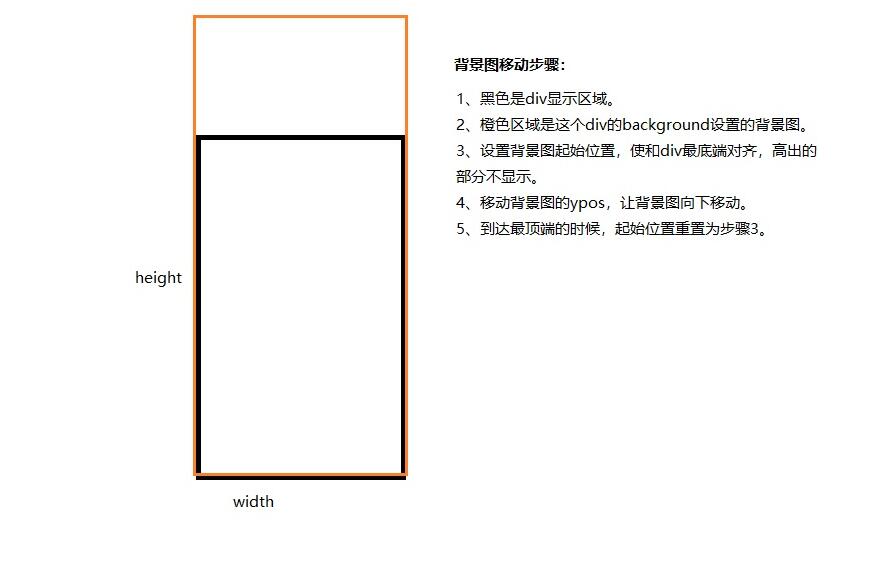 背景图移动步骤：
1、黑色是div显示区域。
2、橙色区域是这个div的background设置的背景图。
3、设置背景图起始位置，使和div最底端对齐，高出的
部分不显示。
4、移动背景图的ypos，让背景图向下移动。
5、到达最顶端的时候，起始位置重置为步骤3。
height
width